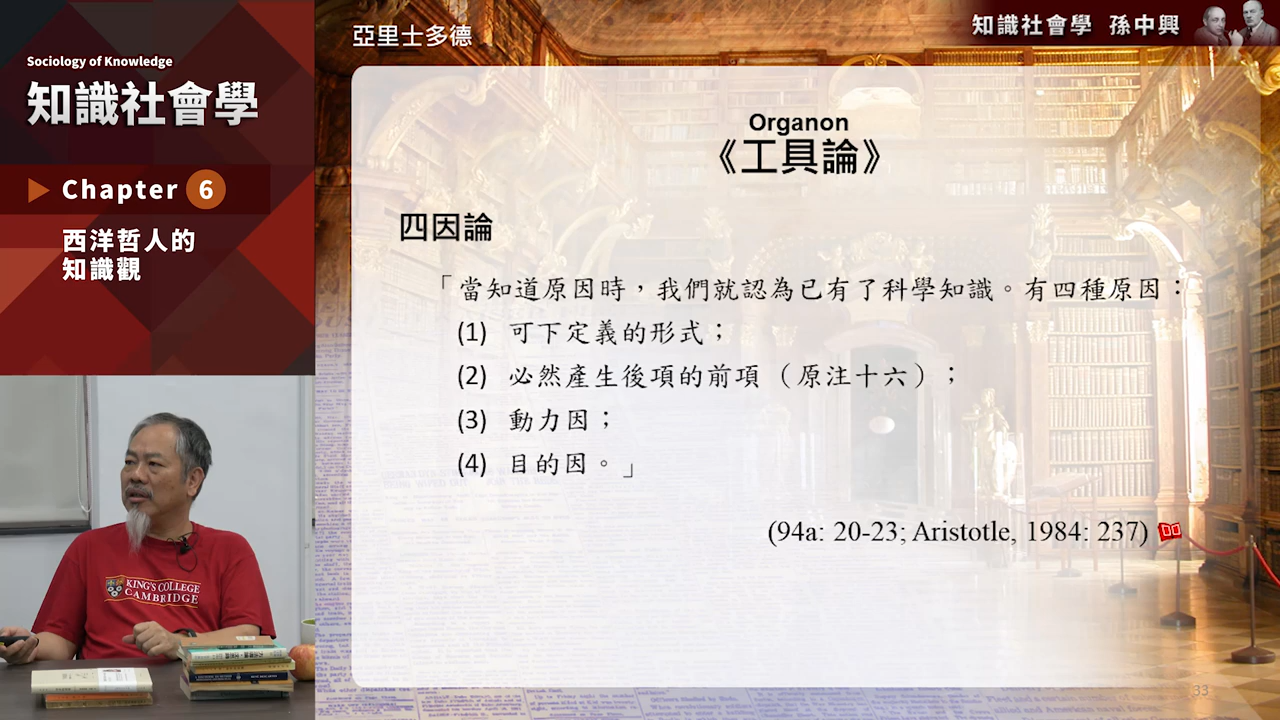 Sociology of Knowledge
知識社會學
Chapter 6
西洋哲人的
知識觀
亞里士多德
知識社會學 孫中興
Organon
《工具論》
四因論
「當知道原因時，我們就認為已有了科學知識。有四種原因：
(1) 可下定義的形式；
(2) 必然產生後項的前項（原注十六）；
(3) 動力因；
(4) 目的因。」
(94a: 20-23; Aristotle, 1984: 237)
KING'S COLLEGE
CAMBRIDGE
33